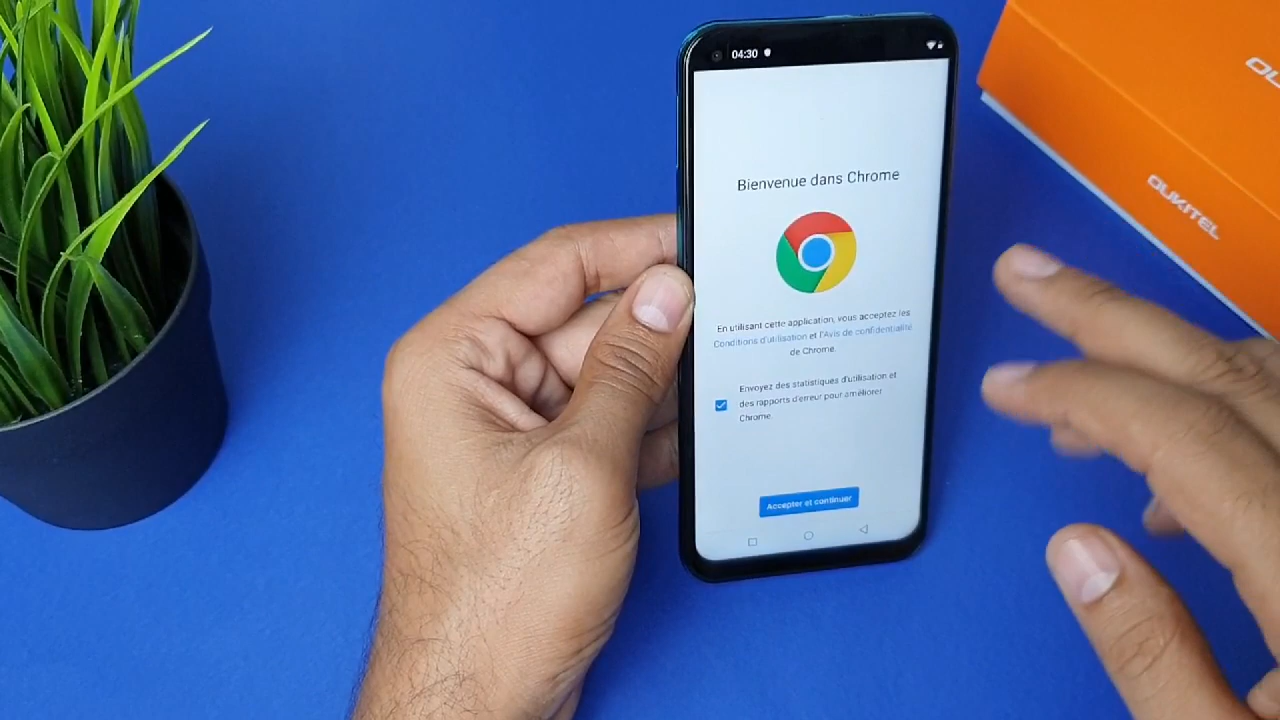 04:30
Bienvenue dans Chrome
En utilisant cette application, vous acceptez les
Conditions d'utilisation et l'Avis de confidentialité
de Chrome.
Envoyez des statistiques d'utilisation et
des rapports d'erreur pour améliorer
Chrome.
Accepter et continuer
OUKITEL